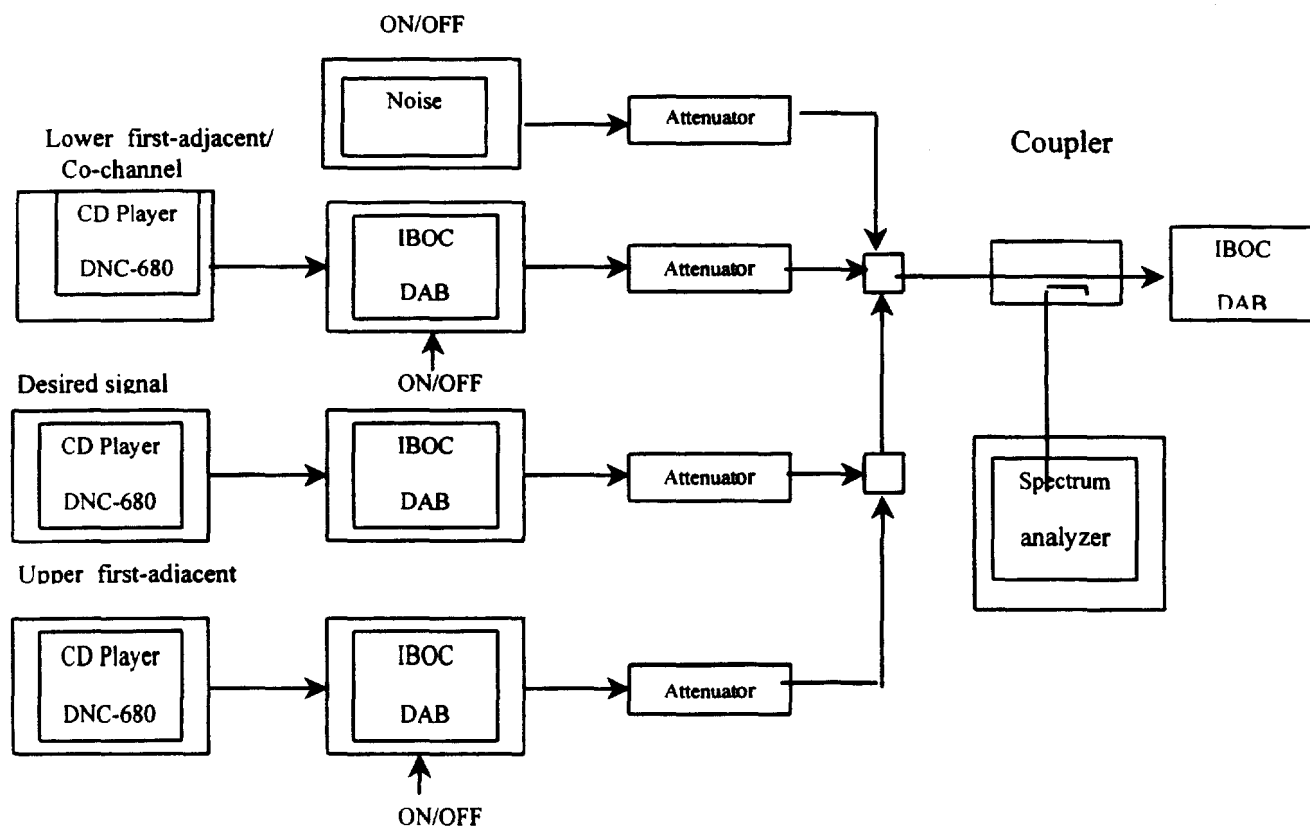 ON/OFF
Noise
Attenuator
Coupler
Lower first-adjacent/
Co-channel
CD Player
DNC-680
IBOC
DAB
Attenuator
IBOC
DAB
ON/OFF
Desired signal
CD Player
DNC-680
IBOC
DAB
Attenuator
Spectrum
analyzer
Upper first-adjacent
CD Player
DNC-680
IBOC
DAB
Attenuator
ON/OFF